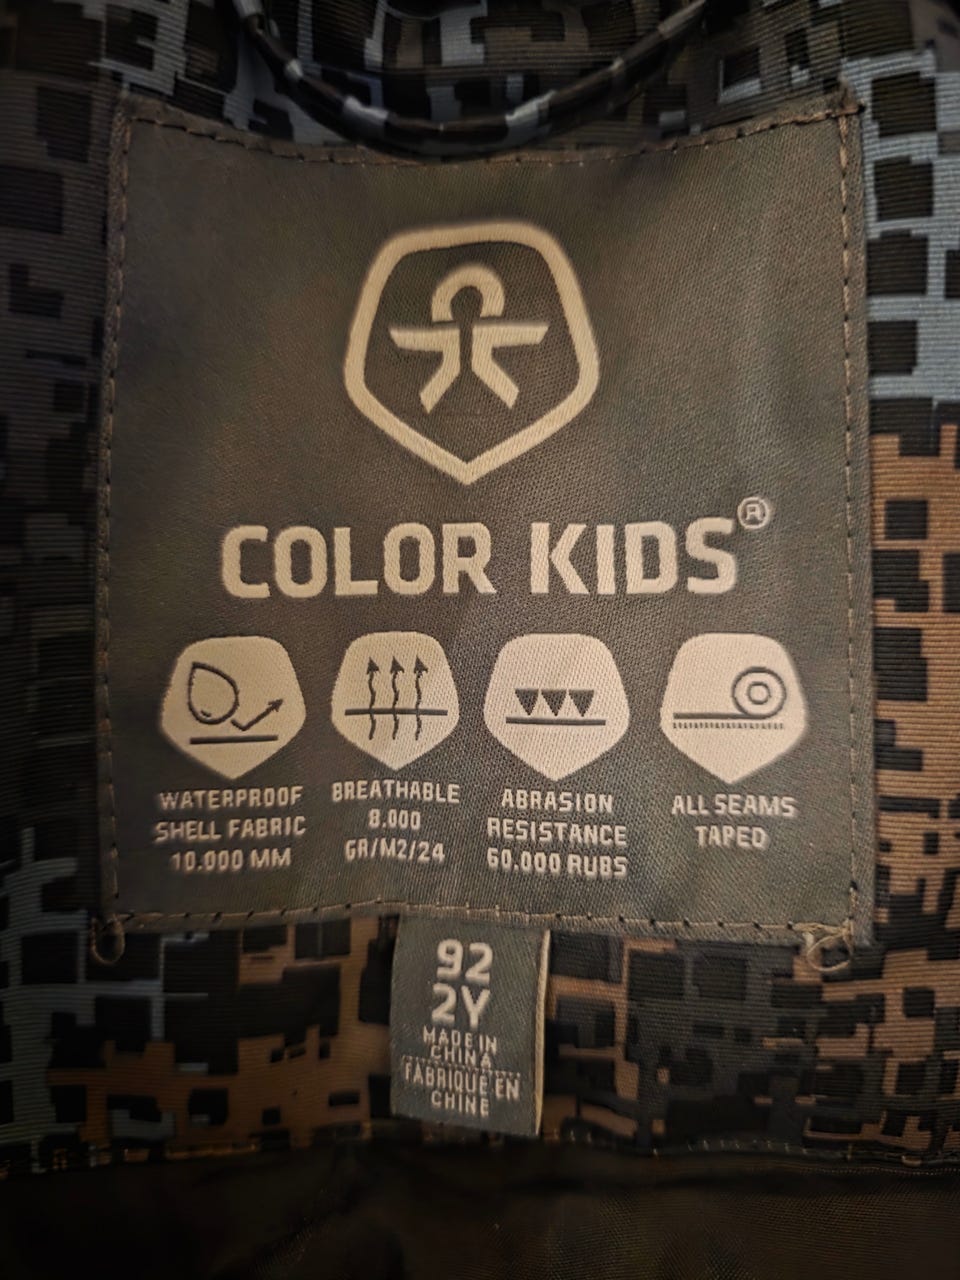 COLOR KIDS®
WATERPROOF
SHELL FABRIC
10.000 MM
BREATHABLE
8.000
GR/M2/24
ABRASION
RESISTANCE
60.000 RUBS
ALL SEAMS
TAPED
92
2Y
MADE IN
CHINA
FABRIQUÉ EN
CHINE